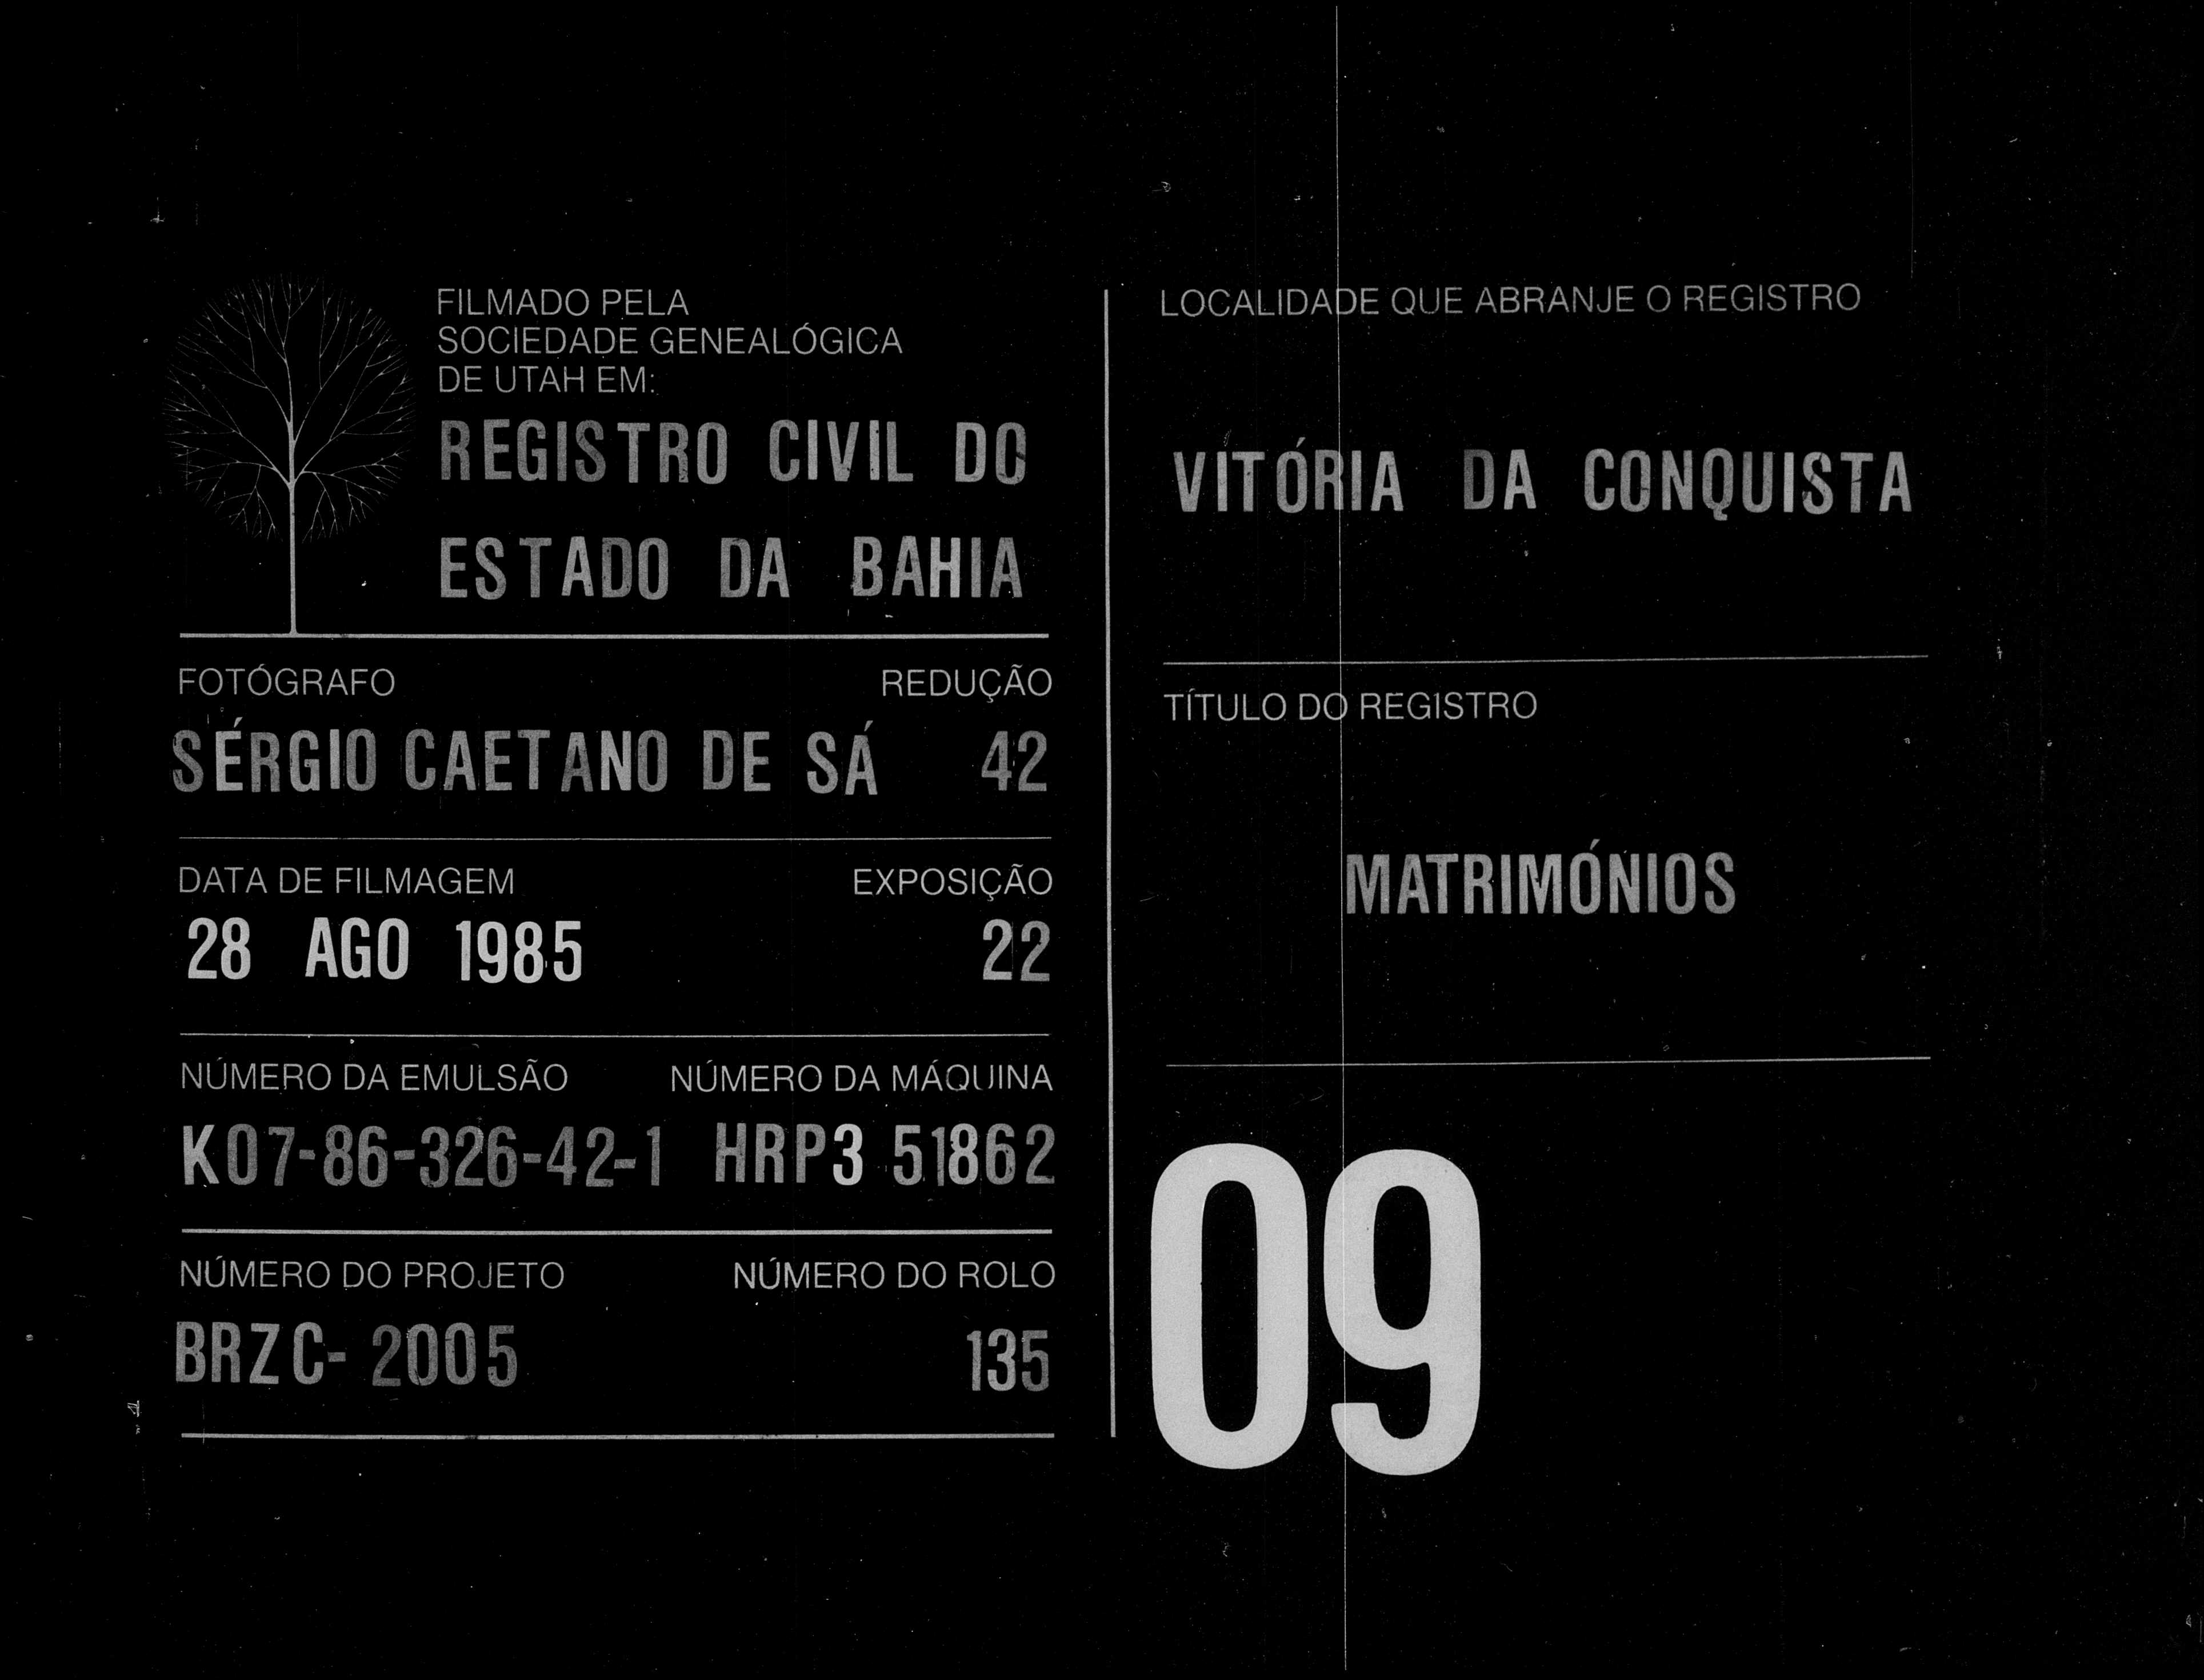 FILMADO PELA
SOCIEDADE GENEALÓGICA
DE UTAH EM:
REGISTRO CIVIL DO
ESTADO DA BAHIA
FOTÓGRAFO REDUÇÃO
SÉRGIO CAETANO DE SÁ 42
DATA DE FILMAGEM EXPOSIÇÃO
28 AGO 1985 22
NÚMERO DA EMULSÃO NÚMERO DA MÁQUINA
K07-86-326-42-1 HRP3 51862
NÚMERO DO PROJETO NÚMERO DO ROLO
BRZC-2005 135
LOCALIDADE QUE ABRANJE O REGISTRO
VITÓRIA DA CONQUISTA
TÍTULO DO REGISTRO
MATRIMÓNIOS
09